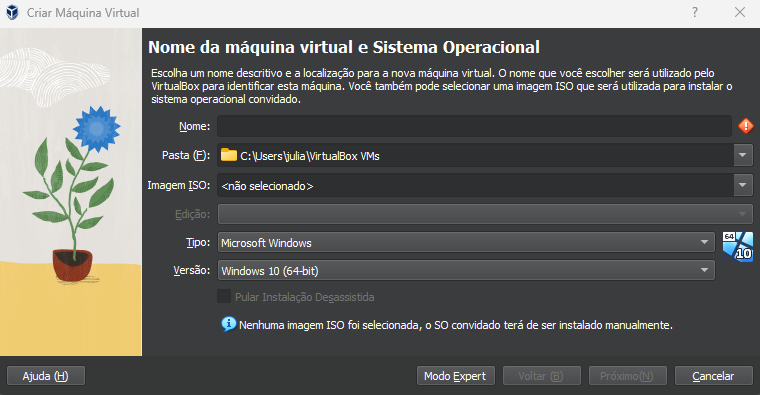 Criar Máquina Virtual
?
Nome da máquina virtual e Sistema Operacional
Escolha um nome descritivo e a localização para a nova máquina virtual. O nome que você escolher será utilizado pelo
VirtualBox para identificar esta máquina. Você também pode selecionar uma imagem ISO que será utilizada para instalar o
sistema operacional convidado.
Nome:
Pasta (F): C:\Users\julia\VirtualBox VMs
Imagem ISO: <não selecionado>
Edição:
Tipo: Microsoft Windows
64
10
Versão: Windows 10 (64-bit)
Pular Instalação Desassistida
Nenhuma imagem ISO foi selecionada, o SO convidado terá de ser instalado manualmente.
Ajuda (H) Modo Expert Voltar (B) Próximo(N) Cancelar